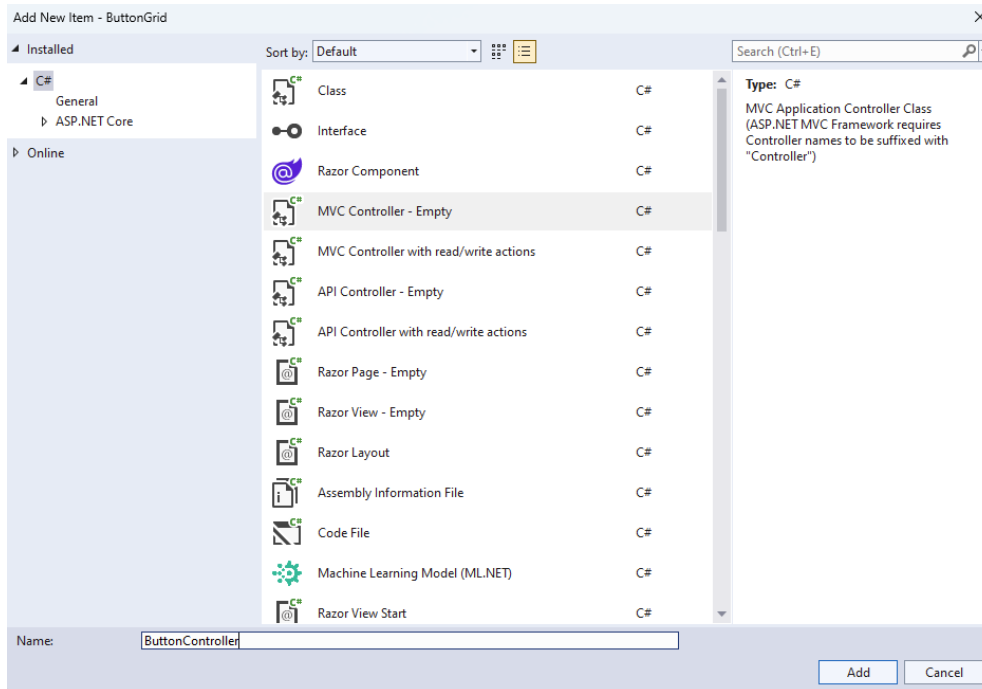 Add New Item - ButtonGrid
Installed
Sort by: Default
Search (Ctrl+E)
C#
General
ASP.NET Core
Online
Class C#
Interface C#
Razor Component C#
MVC Controller - Empty C#
MVC Controller with read/write actions C#
API Controller - Empty C#
API Controller with read/write actions C#
Razor Page - Empty C#
Razor View - Empty C#
Razor Layout C#
Assembly Information File C#
Code File C#
Machine Learning Model (ML.NET) C#
Razor View Start C#
Type: C#
MVC Application Controller Class
(ASP.NET MVC Framework requires
Controller names to be suffixed with
"Controller")
Name: ButtonController
Add Cancel